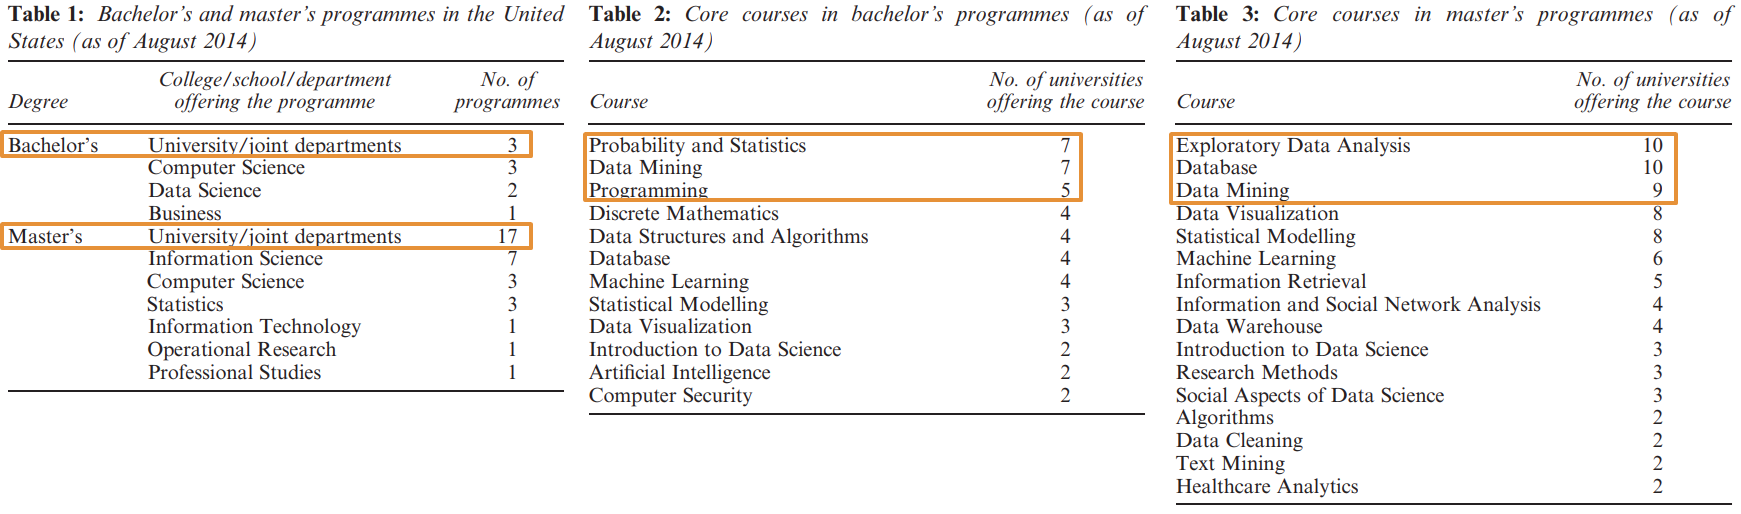 Table 1: Bachelor's and master's programmes in the United
States (as of August 2014)
Degree College/school/department offering the programme No. of programmes
Bachelor's University/joint departments 3
Computer Science 3
Data Science 2
Business 1
Master's University/joint departments 17
Information Science 7
Computer Science 3
Statistics 3
Information Technology 1
Operational Research 1
Professional Studies 1
Table 2: Core courses in bachelor's programmes (as of
August 2014)
Course No. of universities offering the course
Probability and Statistics 7
Data Mining 7
Programming 5
Discrete Mathematics 4
Data Structures and Algorithms 4
Database 4
Machine Learning 4
Statistical Modelling 3
Data Visualization 3
Introduction to Data Science 2
Artificial Intelligence 2
Computer Security 2
Table 3: Core courses in master's programmes (as of
August 2014)
Course No. of universities offering the course
Exploratory Data Analysis 10
Database 10
Data Mining 9
Data Visualization 8
Statistical Modelling 8
Machine Learning 6
Information Retrieval 5
Information and Social Network Analysis 4
Data Warehouse 4
Introduction to Data Science 3
Research Methods 3
Social Aspects of Data Science 3
Algorithms 2
Data Cleaning 2
Text Mining 2
Healthcare Analytics 2